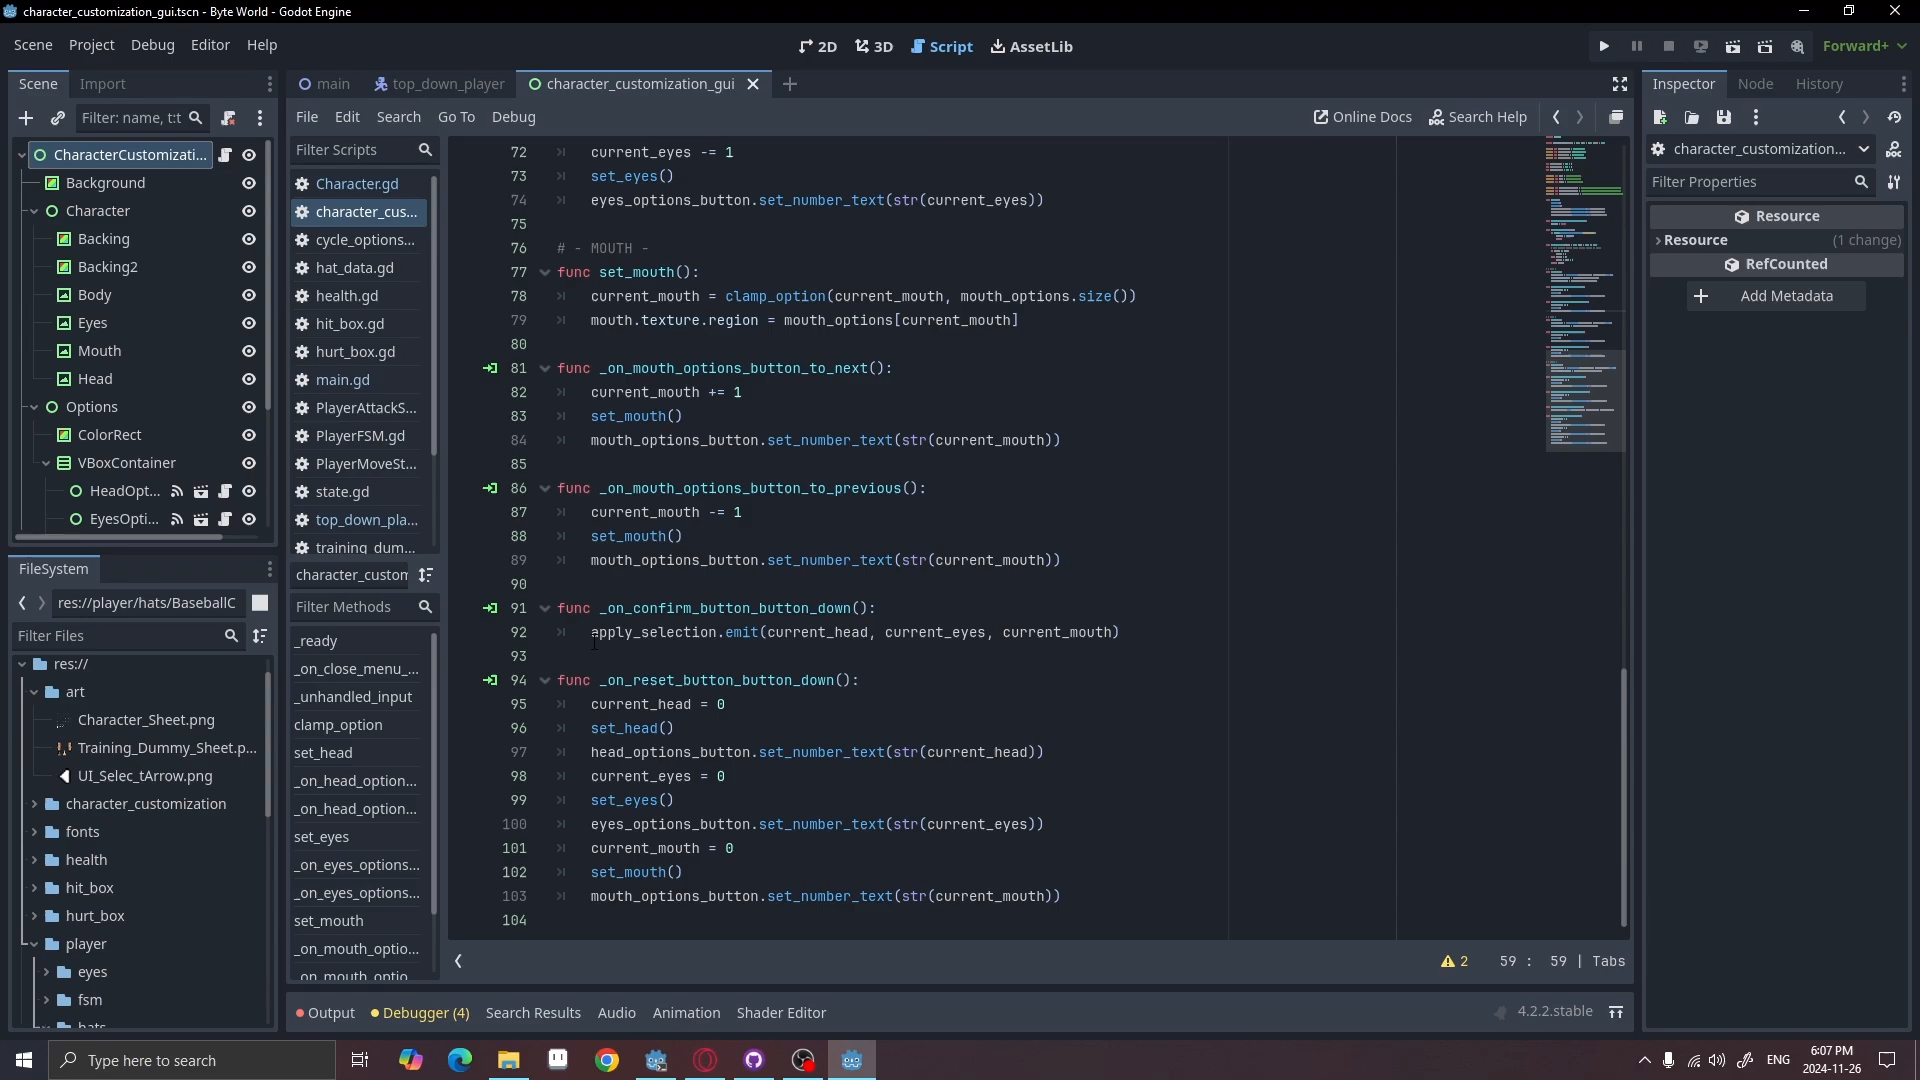 character_customization_gui.tscn - Byte World - Godot Engine
Scene Project Debug Editor Help
2D 3D Script AssetLib
Forward+
Scene Import
main top_down_player character_customization_gui
Inspector Node History
Filter: name, t:t
File Edit Search Go To Debug
Online Docs Search Help
CharacterCustomizati...
Background
Character
Backing
Backing2
Body
Eyes
Mouth
Head
Options
ColorRect
VBoxContainer
HeadOpt...
EyesOpti...
FileSystem
res://player/hats/BaseballC
Filter Files
res://
art
Character_Sheet.png
Training_Dummy_Sheet.p...
UI_Selec_tArrow.png
character_customization
fonts
health
hit_box
hurt_box
player
eyes
fsm
hats
Filter Scripts
Character.gd
character_cus...
cycle_options...
hat_data.gd
health.gd
hit_box.gd
hurt_box.gd
main.gd
PlayerAttackS...
PlayerFSM.gd
PlayerMoveSt...
state.gd
top_down_pla...
training_dum...
character_custom
Filter Methods
_ready
_on_close_menu_...
_unhandled_input
clamp_option
set_head
_on_head_option...
_on_head_option...
set_eyes
_on_eyes_options...
_on_eyes_options...
set_mouth
_on_mouth_optio...
_on_mouth_optio
72 current_eyes -= 1
73 set_eyes()
74 eyes_options_button.set_number_text(str(current_eyes))
75
76 # - MOUTH -
77 func set_mouth():
78 current_mouth = clamp_option(current_mouth, mouth_options.size())
79 mouth.texture.region = mouth_options[current_mouth]
80
81 func _on_mouth_options_button_to_next():
82 current_mouth += 1
83 set_mouth()
84 mouth_options_button.set_number_text(str(current_mouth))
85
86 func _on_mouth_options_button_to_previous():
87 current_mouth -= 1
88 set_mouth()
89 mouth_options_button.set_number_text(str(current_mouth))
90
91 func _on_confirm_button_button_down():
92 apply_selection.emit(current_head, current_eyes, current_mouth)
93
94 func _on_reset_button_button_down():
95 current_head = 0
96 set_head()
97 head_options_button.set_number_text(str(current_head))
98 current_eyes = 0
99 set_eyes()
100 eyes_options_button.set_number_text(str(current_eyes))
101 current_mouth = 0
102 set_mouth()
103 mouth_options_button.set_number_text(str(current_mouth))
104
2 59 : 59 | Tabs
Output Debugger (4) Search Results Audio Animation Shader Editor
4.2.2.stable
character_customization...
Filter Properties
Resource
Resource (1 change)
RefCounted
Add Metadata
Type here to search
ENG
6:07 PM
2024-11-26